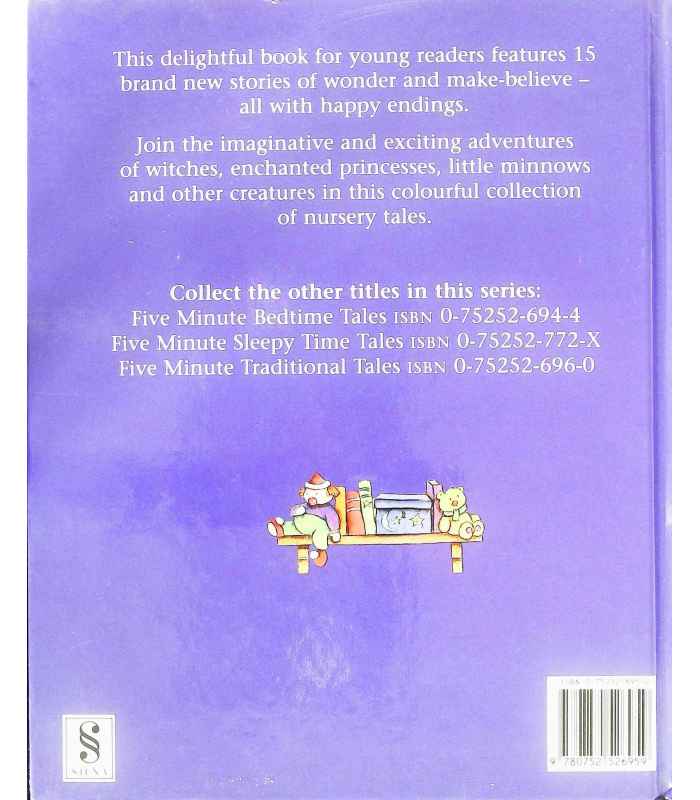 This delightful book for young readers features 15
brand new stories of wonder and make-believe –
all with happy endings.
Join the imaginative and exciting adventures
of witches, enchanted princesses, little minnows
and other creatures in this colourful collection
of nursery tales.
Collect the other titles in this series:
Five Minute Bedtime Tales ISBN 0-75252-694-4
Five Minute Sleepy Time Tales ISBN 0-75252-772-X
Five Minute Traditional Tales ISBN 0-75252-696-0
9 780752 526959
SIENA